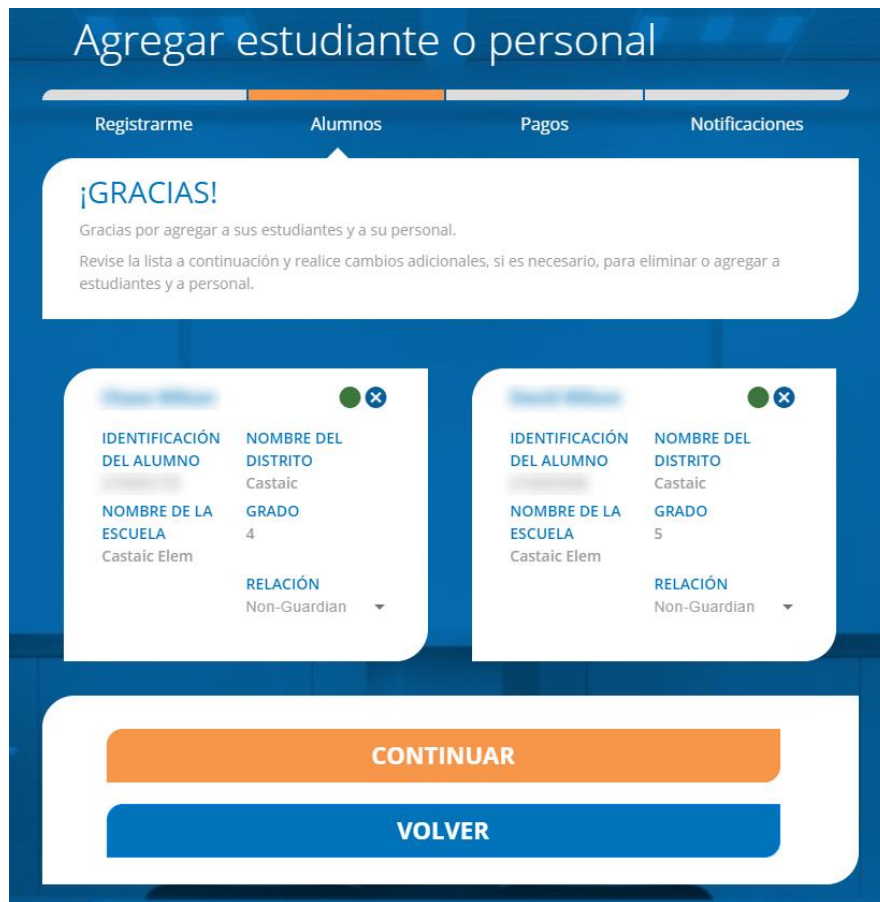 Agregar estudiante o personal
Registrarme
Alumnos
Pagos
Notificaciones
¡GRACIAS!
Gracias por agregar a sus estudiantes y a su personal.
Revise la lista a continuación y realice cambios adicionales, si es necesario, para eliminar o agregar a
estudiantes y a personal.
IDENTIFICACIÓN
DEL ALUMNO
NOMBRE DEL
DISTRITO
Castaic
NOMBRE DE LA
ESCUELA
Castaic Elem
GRADO
4
RELACIÓN
Non-Guardian
IDENTIFICACIÓN
DEL ALUMNO
NOMBRE DEL
DISTRITO
Castaic
NOMBRE DE LA
ESCUELA
Castaic Elem
GRADO
5
RELACIÓN
Non-Guardian
CONTINUAR
VOLVER